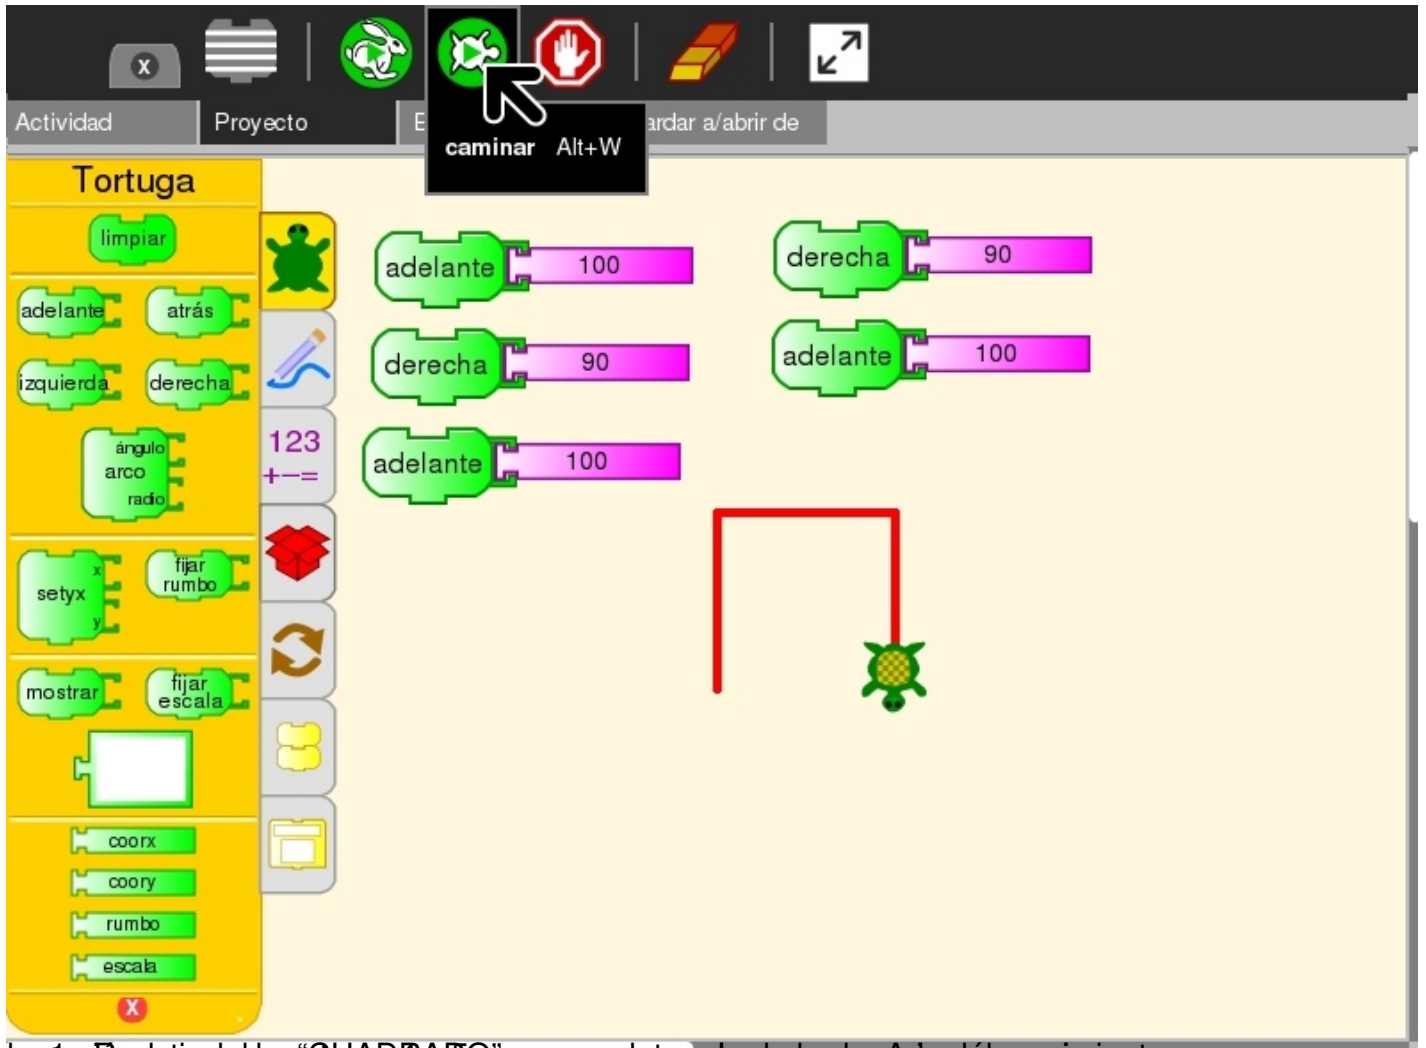 x
caminar Alt+W
Actividad
Proyecto
E
ardar a/abrir de
Tortuga
limpiar
adelante
atrás
izquierda
derecha
ángulo
arco
radio
x
setyx
y
fijar
rumbo
mostrar
fijar
escala
coorx
coory
rumbo
escala
X
123
+−=
adelante 100
derecha 90
adelante 100
derecha 90
adelante 100